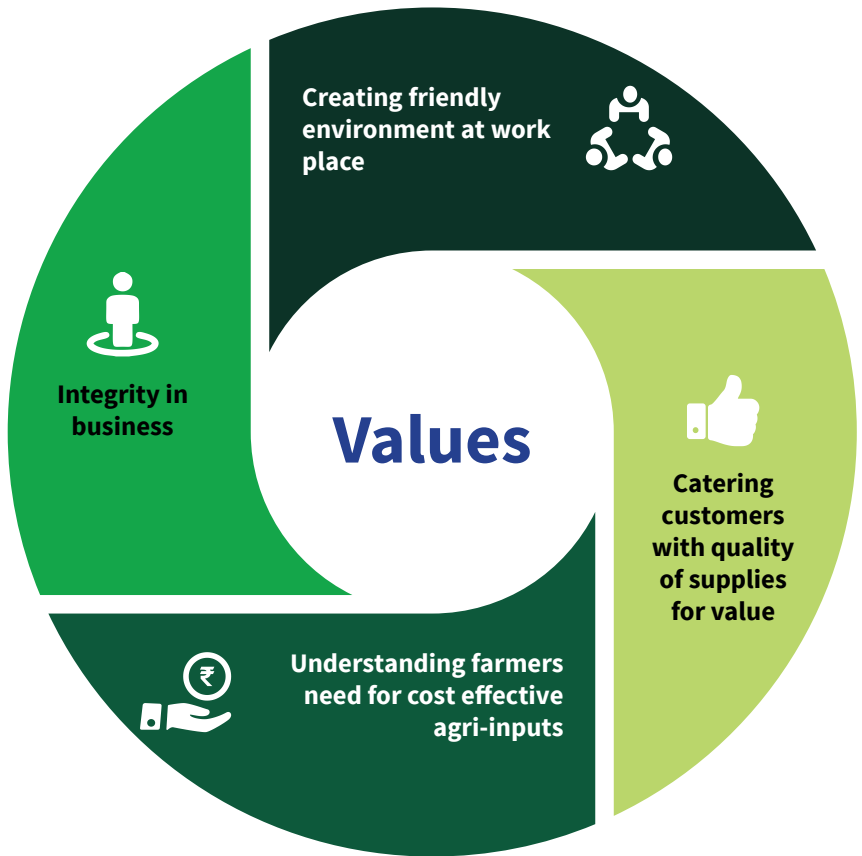 Creating friendly
environment at work
place
Integrity in
business
Values
Catering
customers
with quality
of supplies
for value
₹
Understanding farmers
need for cost effective
agri-inputs